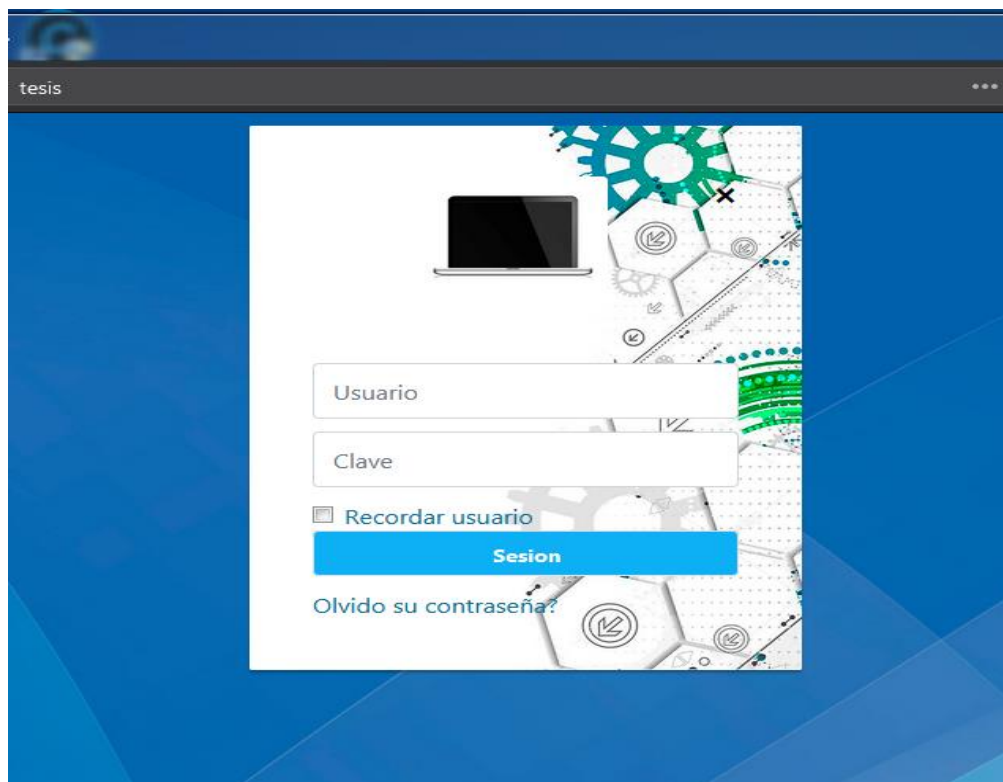 tesis
Usuario
Clave
Recordar usuario
Sesion
Olvido su contraseña?